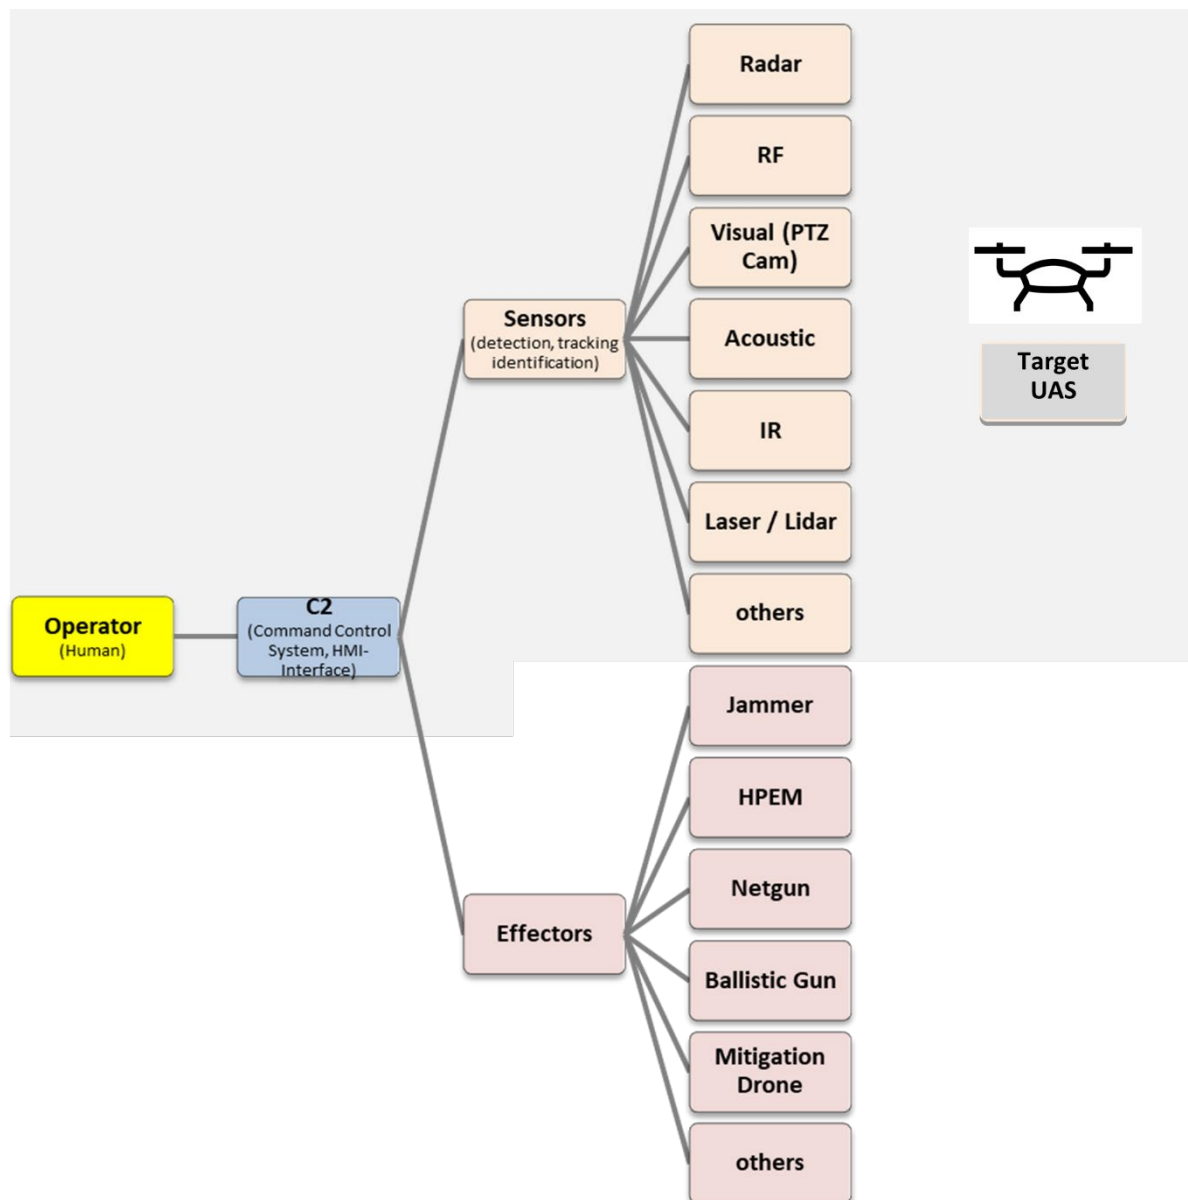 Radar
RF
Visual (PTZ
Cam)
Sensors
(detection, tracking
identification)
Acoustic
IR
Laser / Lidar
others
Target
UAS
Operator
(Human)
C2
(Command Control
System, HMI-
Interface)
Jammer
HPEM
Netgun
Effectors
Ballistic Gun
Mitigation
Drone
others